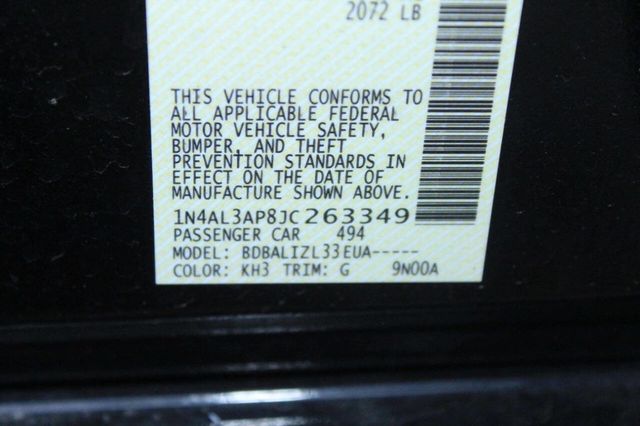 2072 LB
THIS VEHICLE CONFORMS TO
ALL APPLICABLE FEDERAL
MOTOR VEHICLE SAFETY,
BUMPER, AND THEFT
PREVENTION STANDARDS IN
EFFECT ON THE DATE OF
MANUFACTURE SHOWN ABOVE.
1N4AL3AP8JC263349
PASSENGER CAR 494
MODEL: BDBALIZL33EUA-----
COLOR: KH3 TRIM: G 9N00A